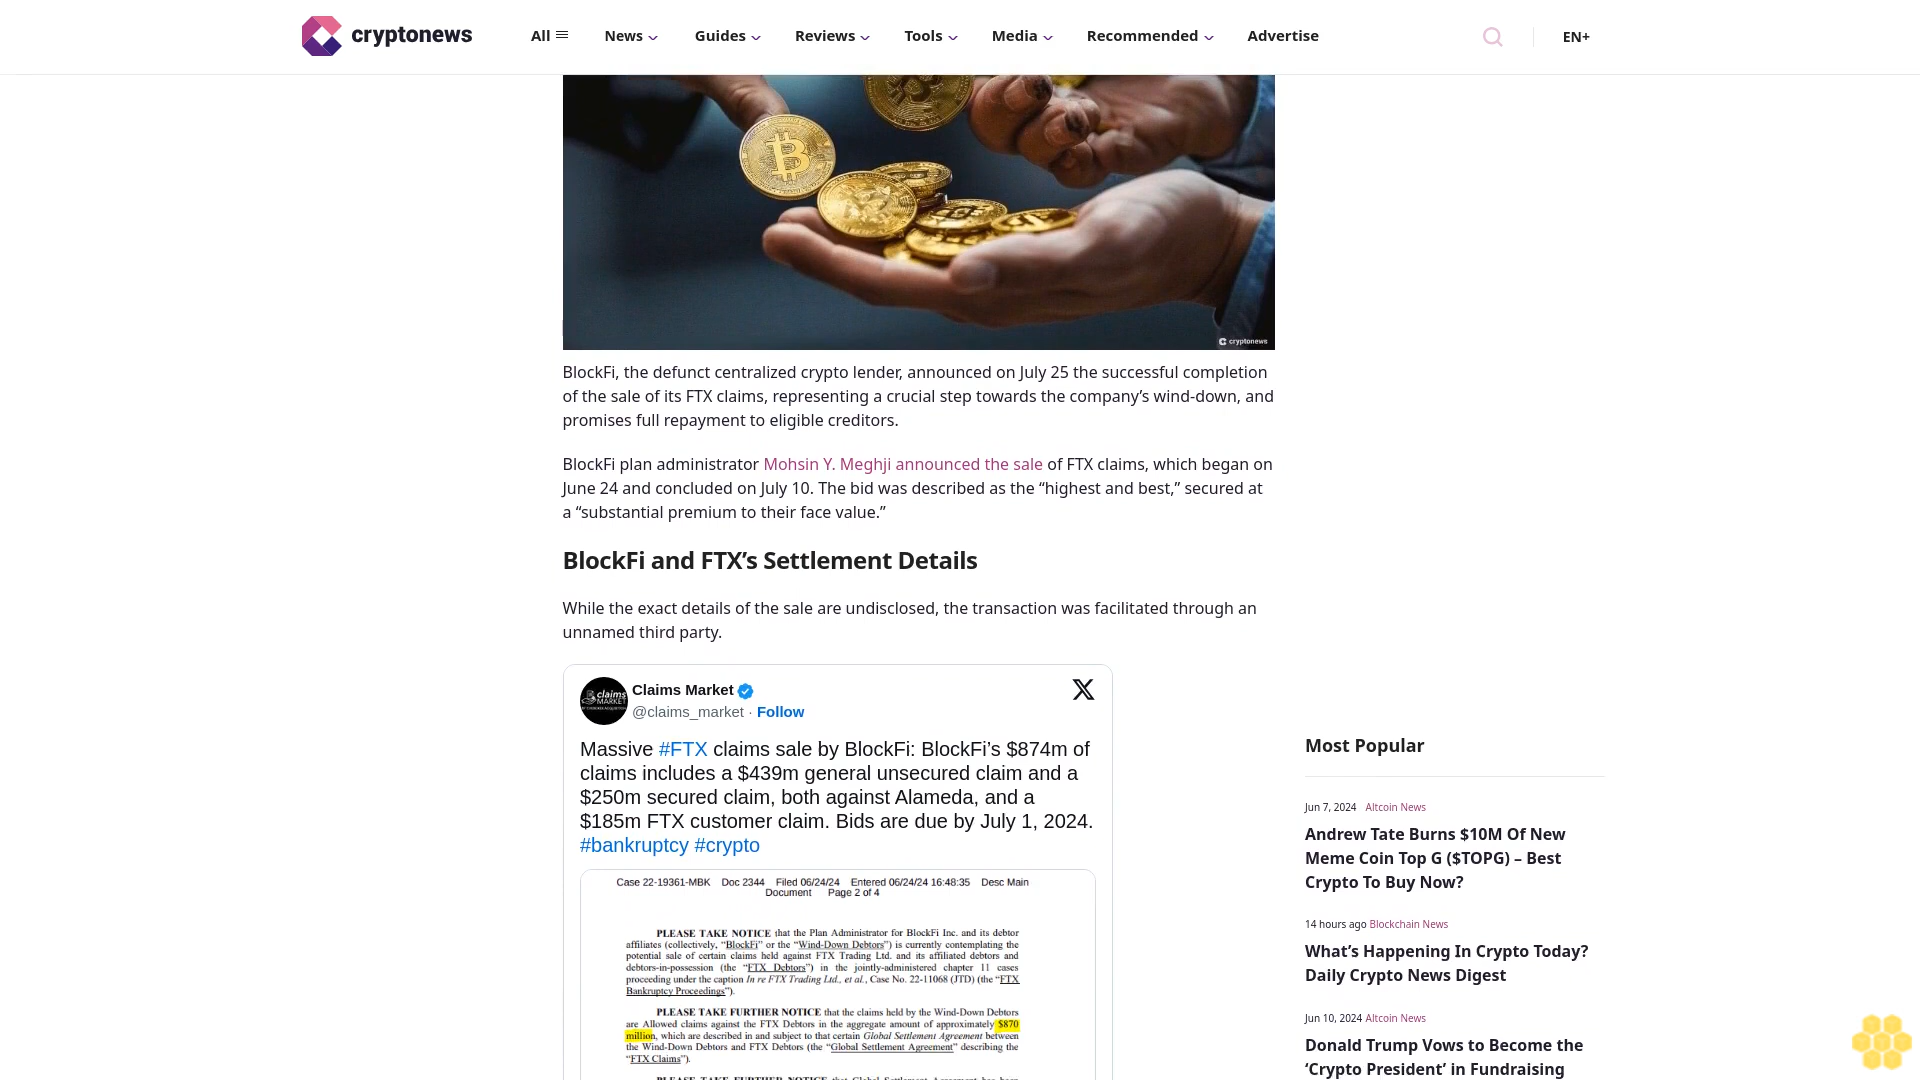 cryptonews
All
News
Guides
Reviews
Tools
Media
Recommended
Advertise
EN+
cryptonews
BlockFi, the defunct centralized crypto lender, announced on July 25 the successful completion
of the sale of its FTX claims, representing a crucial step towards the company’s wind-down, and
promises full repayment to eligible creditors.
BlockFi plan administrator Mohsin Y. Meghji announced the sale of FTX claims, which began on
June 24 and concluded on July 10. The bid was described as the “highest and best,” secured at
a “substantial premium to their face value.”
BlockFi and FTX’s Settlement Details
While the exact details of the sale are undisclosed, the transaction was facilitated through an
unnamed third party.
claims
MARKET
Claims Market
@claims_market · Follow
Massive #FTX claims sale by BlockFi: BlockFi’s $874m of
claims includes a $439m general unsecured claim and a
$250m secured claim, both against Alameda, and a
$185m FTX customer claim. Bids are due by July 1, 2024.
#bankruptcy #crypto
Case 22-19361-MBK Doc 2344 Filed 06/24/24 Entered 06/24/24 16:48:35 Desc Main
Document Page 2 of 4
PLEASE TAKE NOTICE that the Plan Administrator for BlockFi Inc. and its debtor
affiliates (collectively, “BlockFi” or the “Wind-Down Debtors”) is currently contemplating the
potential sale of certain claims held against FTX Trading Ltd. and its affiliated debtors and
debtors-in-possession (the “FTX Debtors”) in the jointly-administered chapter 11 cases
proceeding under the caption In re FTX Trading Ltd., et al., Case No. 22-11068 (JTD) (the “FTX
Bankruptcy Proceedings”).
PLEASE TAKE FURTHER NOTICE that the claims held by the Wind-Down Debtors
are Allowed claims against the FTX Debtors in the aggregate amount of approximately $870
million, which are described in and subject to that certain Global Settlement Agreement between
the Wind-Down Debtors and FTX Debtors (the “Global Settlement Agreement” describing the
“FTX Claims”).
Most Popular
Jun 7, 2024 Altcoin News
Andrew Tate Burns $10M Of New
Meme Coin Top G ($TOPG) – Best
Crypto To Buy Now?
14 hours ago Blockchain News
What’s Happening In Crypto Today?
Daily Crypto News Digest
Jun 10, 2024 Altcoin News
Donald Trump Vows to Become the
‘Crypto President’ in Fundraising